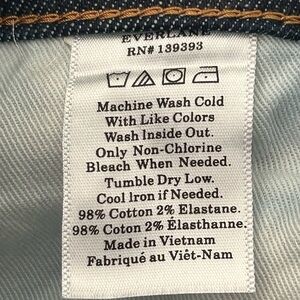 EVERLANE
RN# 139393
Machine Wash Cold
With Like Colors
Wash Inside Out.
Only Non-Chlorine
Bleach When Needed.
Tumble Dry Low.
Cool Iron if Needed.
98% Cotton 2% Elastane.
98% Coton 2% Élasthanne.
Made in Vietnam
Fabriqué au Viêt-Nam